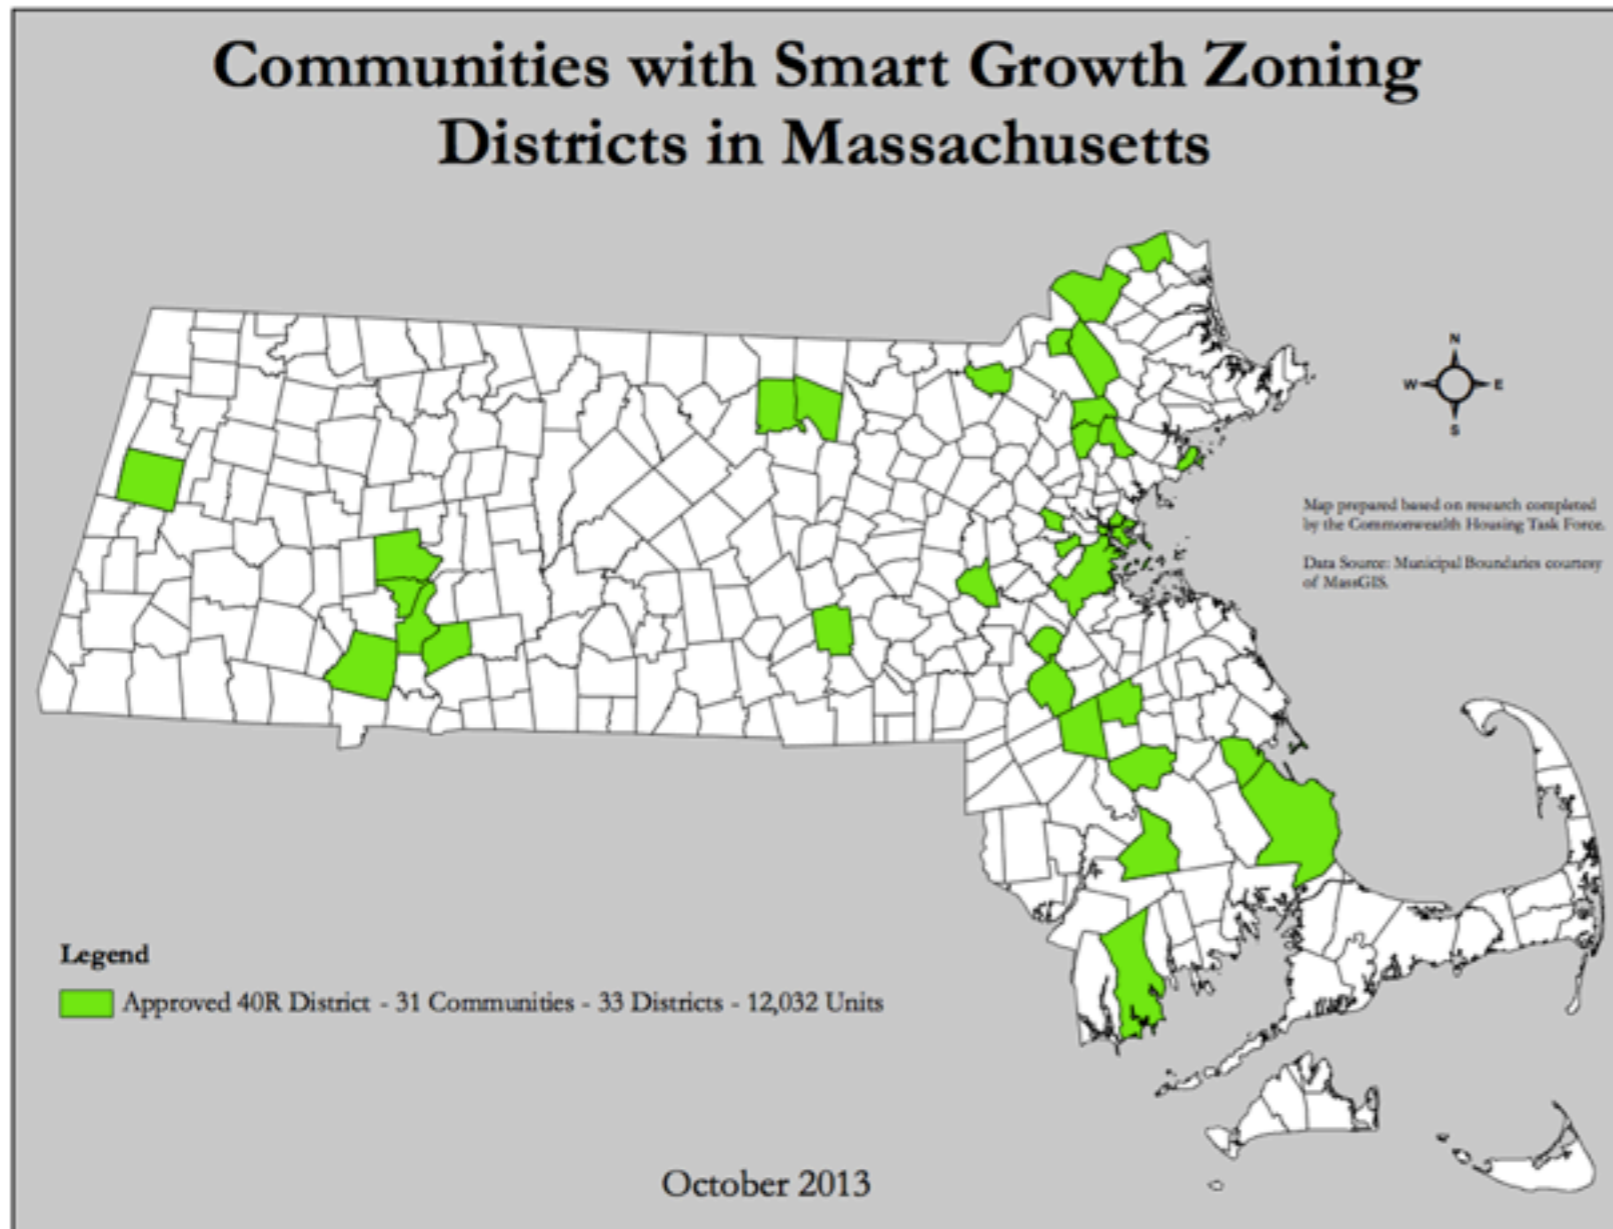 Communities with Smart Growth Zoning
Districts in Massachusetts
N
W
E
S
Map prepared based on research completed
by the Commonwealth Housing Task Force.
Data Source: Municipal Boundaries courtesy
of MassGIS.
Legend
Approved 40R District - 31 Communities - 33 Districts - 12,032 Units
October 2013